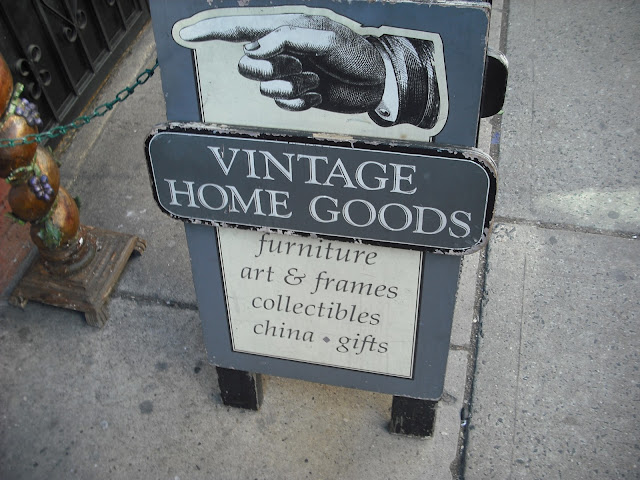 VINTAGE
HOME GOODS
furniture
art & frames
collectibles
china • gifts